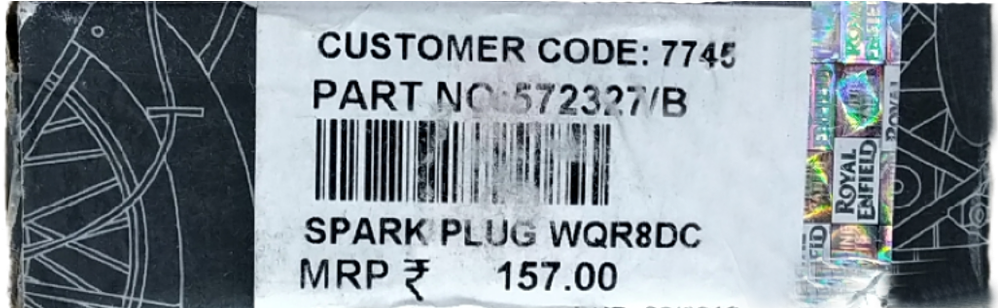 CUSTOMER CODE: 7745
PART NO:572327/B
SPARK PLUG WQR8DC
MRP ₹ 157.00
ROYAL
ENFIELD